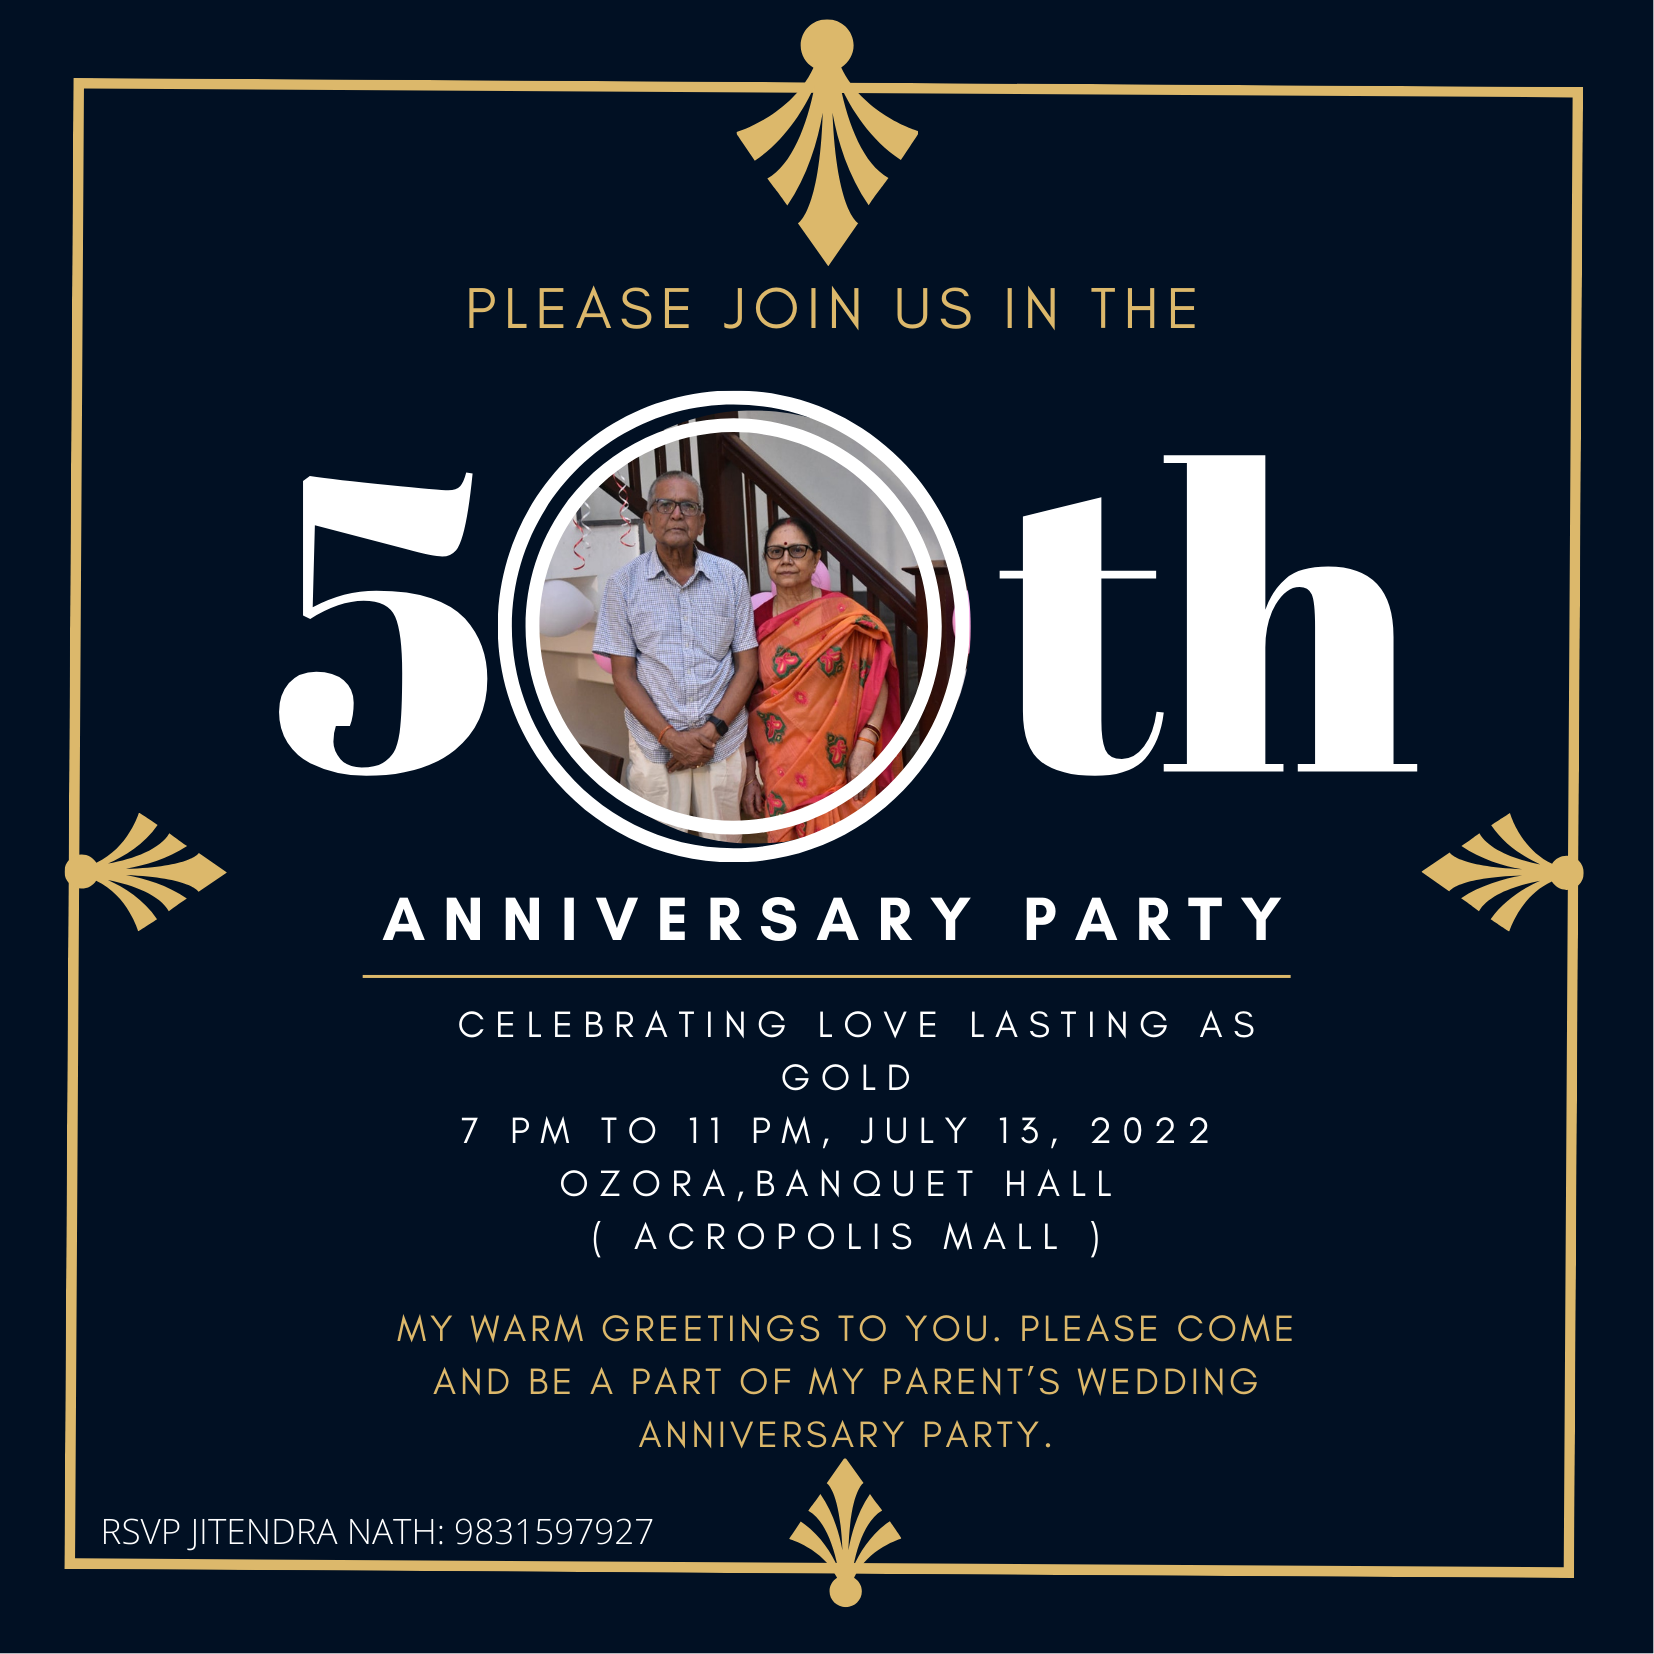 PLEASE JOIN US IN THE
50th
ANNIVERSARY PARTY
CELEBRATING LOVE LASTING AS
GOLD
7 PM TO 11 PM, JULY 13, 2022
OZORA,BANQUET HALL
( ACROPOLIS MALL )
MY WARM GREETINGS TO YOU. PLEASE COME
AND BE A PART OF MY PARENT'S WEDDING
ANNIVERSARY PARTY.
RSVP JITENDRA NATH: 9831597927